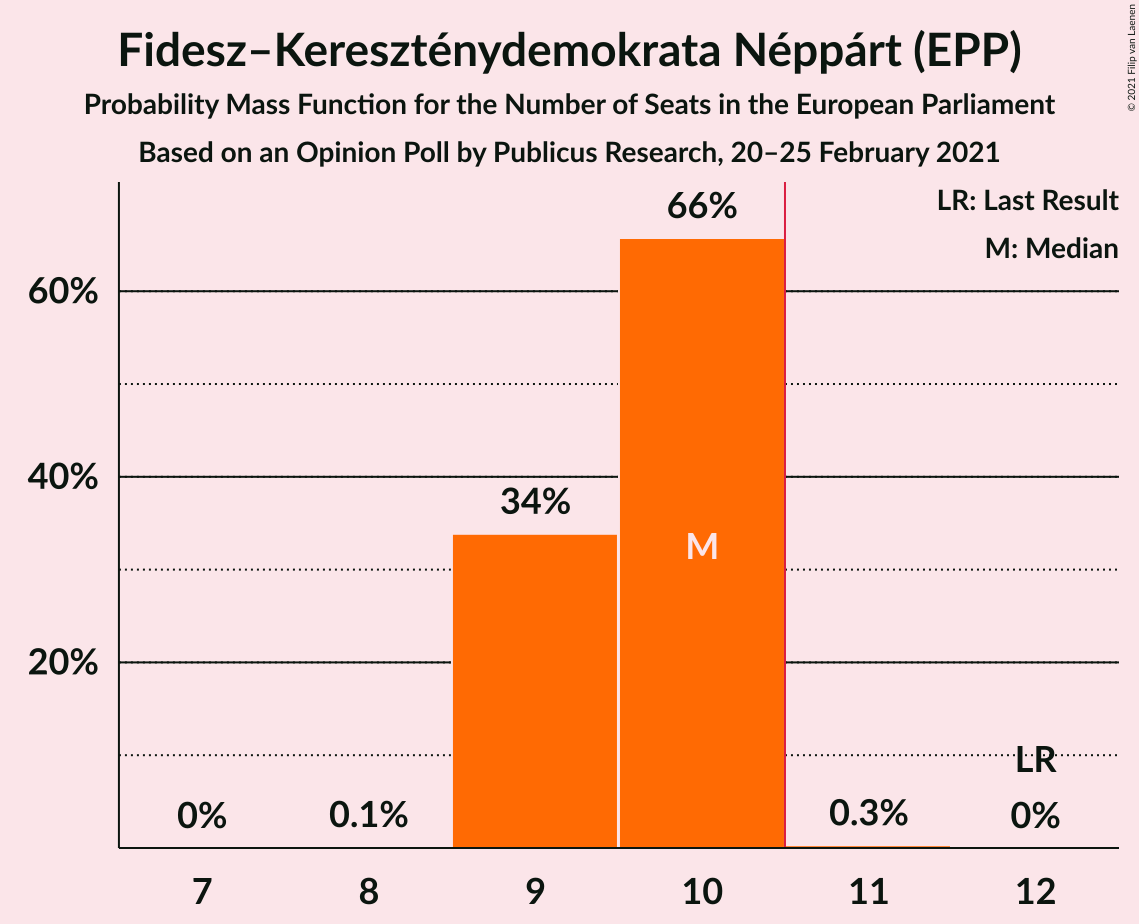 Fidesz–Kereszténydemokrata Néppárt (EPP)
Probability Mass Function for the Number of Seats in the European Parliament
Based on an Opinion Poll by Publicus Research, 20–25 February 2021
© 2021 Filip van Laenen
LR: Last Result
M: Median
66%
60%
40%
34%
M
20%
LR
0%
0.1%
0.3%
0%
7
8
9
10
11
12